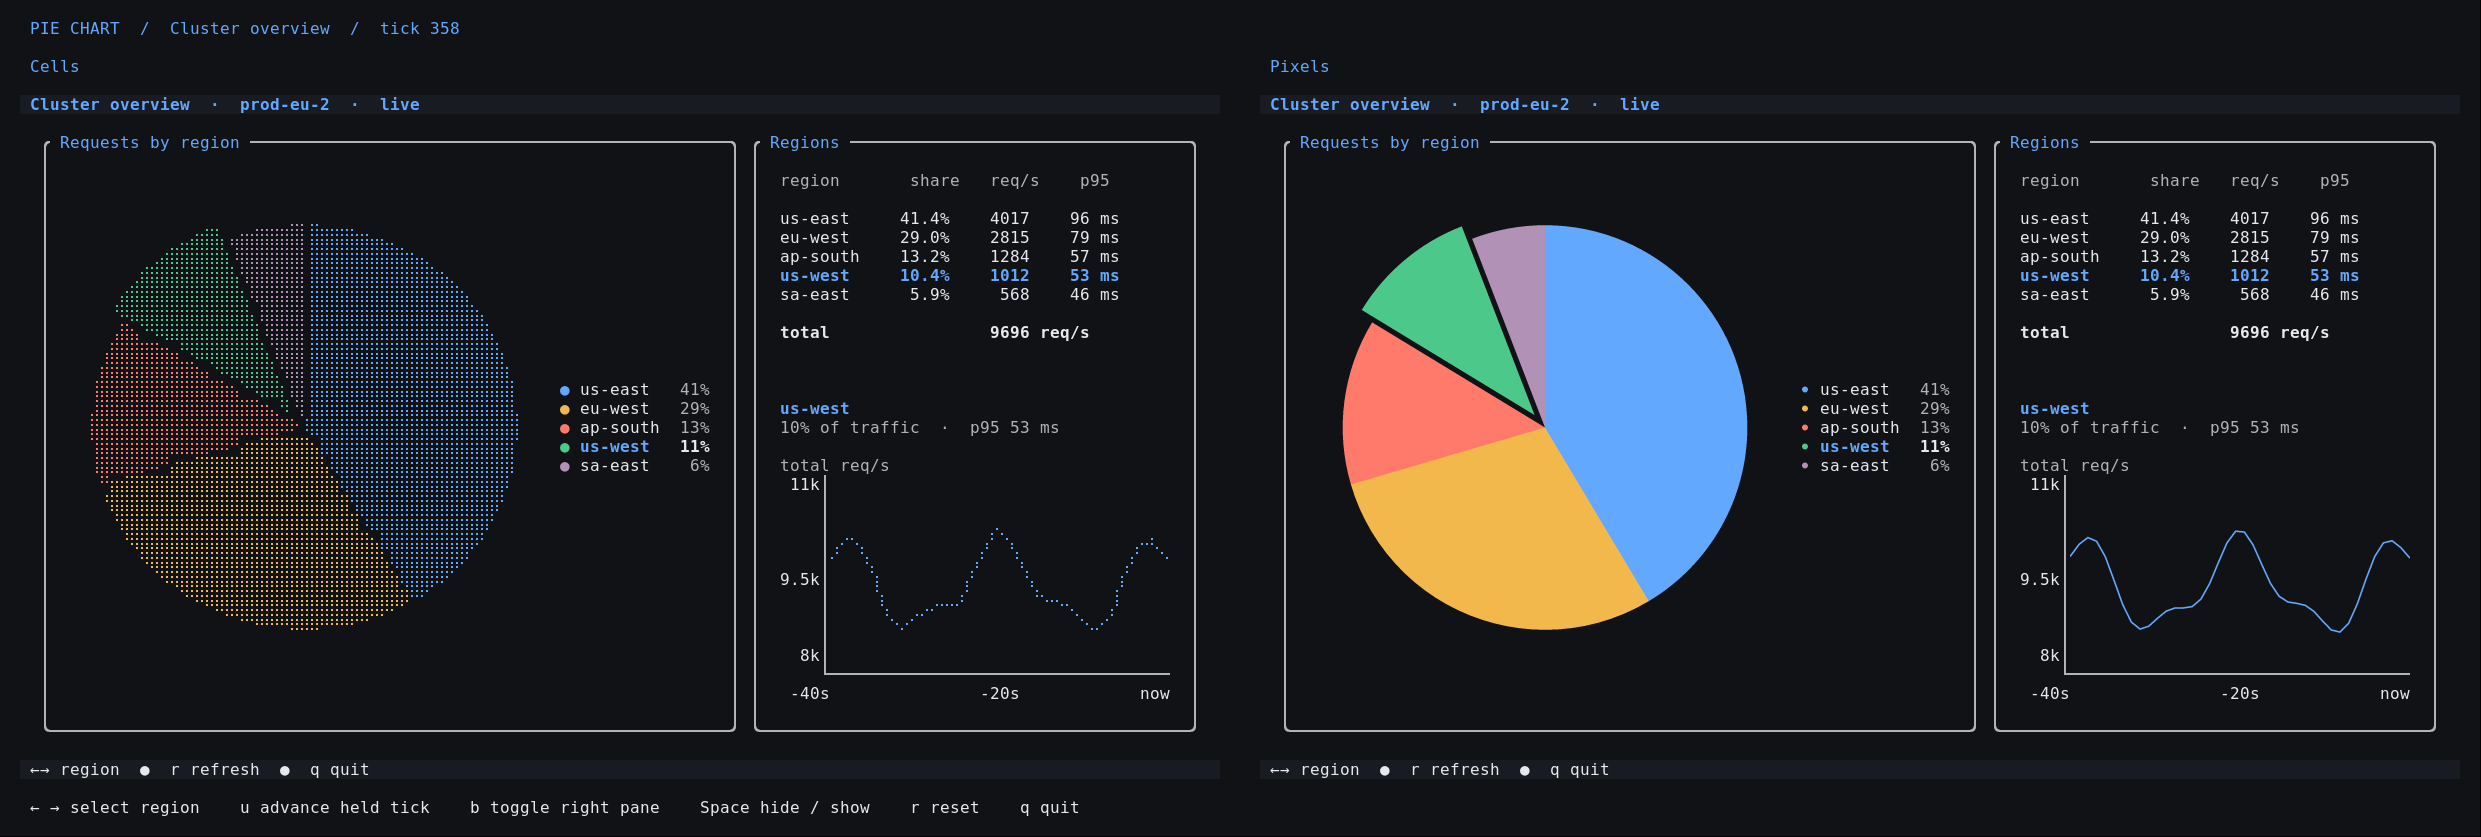 PIE CHART / Cluster overview / tick 358
Cells
Cluster overview · prod-eu-2 · live
Requests by region
● us-east 41%
● eu-west 29%
● ap-south 13%
● us-west 11%
● sa-east 6%
Regions
region share req/s p95
us-east 41.4% 4017 96 ms
eu-west 29.0% 2815 79 ms
ap-south 13.2% 1284 57 ms
us-west 10.4% 1012 53 ms
sa-east 5.9% 568 46 ms
total 9696 req/s
us-west
10% of traffic · p95 53 ms
total req/s
11k
9.5k
8k
-40s -20s now
←→ region ● r refresh ● q quit
Pixels
Cluster overview · prod-eu-2 · live
Requests by region
• us-east 41%
• eu-west 29%
• ap-south 13%
• us-west 11%
• sa-east 6%
Regions
region share req/s p95
us-east 41.4% 4017 96 ms
eu-west 29.0% 2815 79 ms
ap-south 13.2% 1284 57 ms
us-west 10.4% 1012 53 ms
sa-east 5.9% 568 46 ms
total 9696 req/s
us-west
10% of traffic · p95 53 ms
total req/s
11k
9.5k
8k
-40s -20s now
←→ region ● r refresh ● q quit
← → select region u advance held tick b toggle right pane Space hide / show r reset q quit